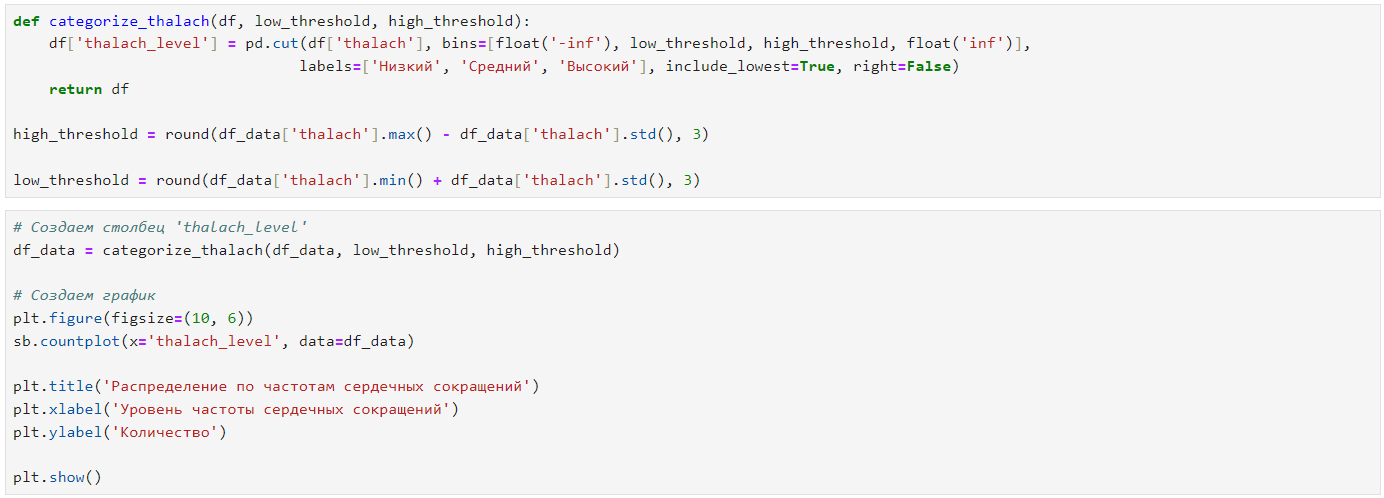 def categorize_thalach(df, low_threshold, high_threshold):
    df['thalach_level'] = pd.cut(df['thalach'], bins=[float('-inf'), low_threshold, high_threshold, float('inf')],
                                labels=['Низкий', 'Средний', 'Высокий'], include_lowest=True, right=False)
    return df
high_threshold = round(df_data['thalach'].max() - df_data['thalach'].std(), 3)
low_threshold = round(df_data['thalach'].min() + df_data['thalach'].std(), 3)
# Создаем столбец 'thalach_level'
df_data = categorize_thalach(df_data, low_threshold, high_threshold)
# Создаем график
plt.figure(figsize=(10, 6))
sb.countplot(x='thalach_level', data=df_data)
plt.title('Распределение по частотам сердечных сокращений')
plt.xlabel('Уровень частоты сердечных сокращений')
plt.ylabel('Количество')
plt.show()